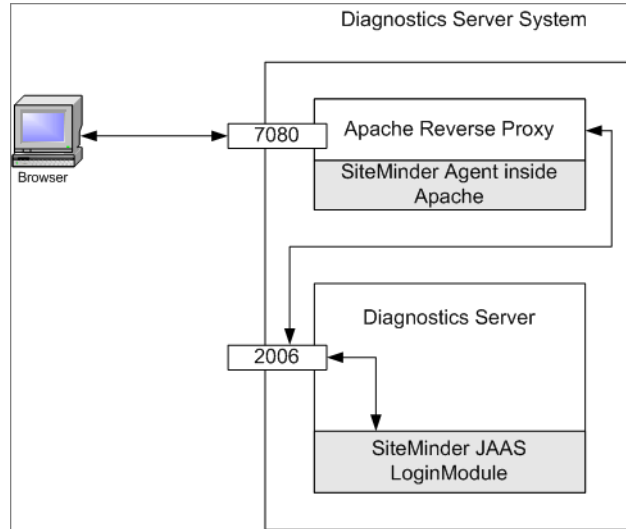 Diagnostics Server System
7080
Apache Reverse Proxy
SiteMinder Agent inside
Apache
Browser
Diagnostics Server
2006
SiteMinder JAAS
LoginModule